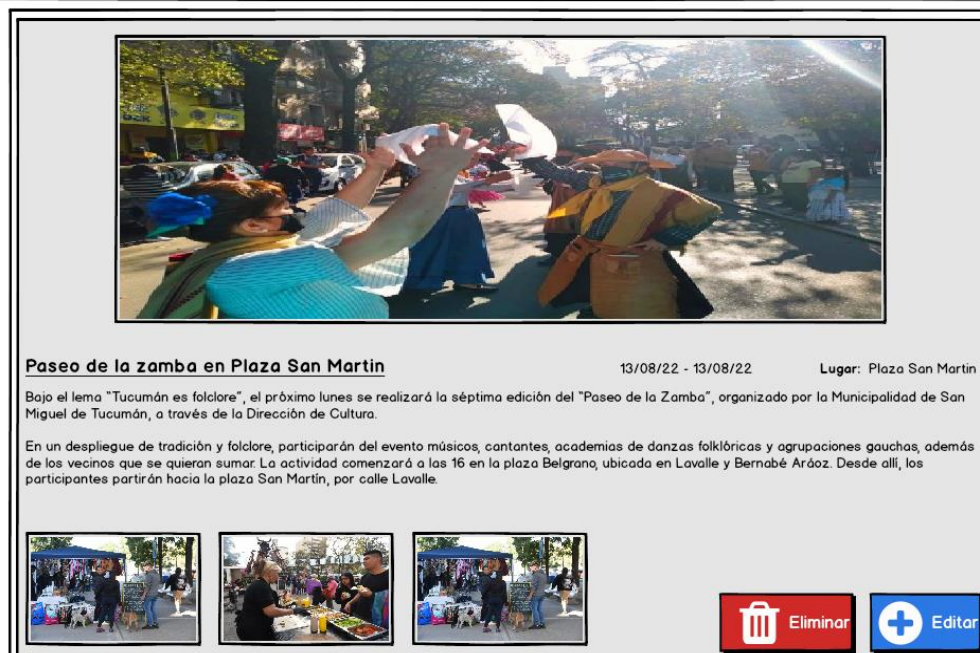 Paseo de la zamba en Plaza San Martin
13/08/22 - 13/08/22
Lugar: Plaza San Martin
Bajo el lema "Tucumán es folclore", el próximo lunes se realizará la séptima edición del "Paseo de la Zamba", organizado por la Municipalidad de San
Miguel de Tucumán, a través de la Dirección de Cultura.
En un despliegue de tradición y folclore, participarán del evento músicos, cantantes, academias de danzas folklóricas y agrupaciones gauchas, además
de los vecinos que se quieran sumar. La actividad comenzará a las 16 en la plaza Belgrano, ubicada en Lavalle y Bernabé Aráoz. Desde allí, los
participantes partirán hacia la plaza San Martín, por calle Lavalle.
Eliminar
Editar